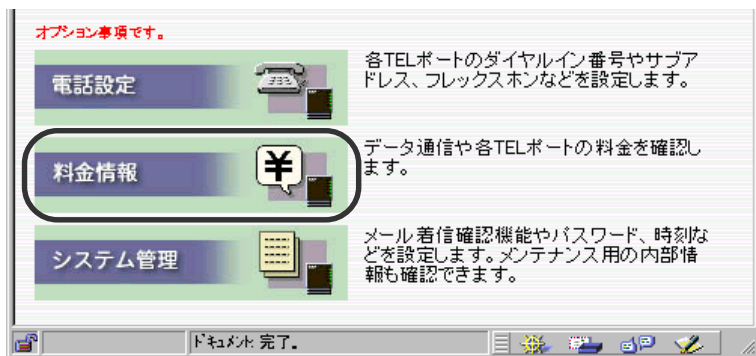 オプション事項です。
電話設定
各TELポートのダイヤルイン番号やサブア
ドレス、フレックスホンなどを設定します。
料金情報
¥
データ通信や各TELポートの料金を確認し
ます。
システム管理
メール着信確認機能やパスワード、時刻な
どを設定します。メンテナンス用の内部情
報も確認できます。
ドキュメント: 完了。